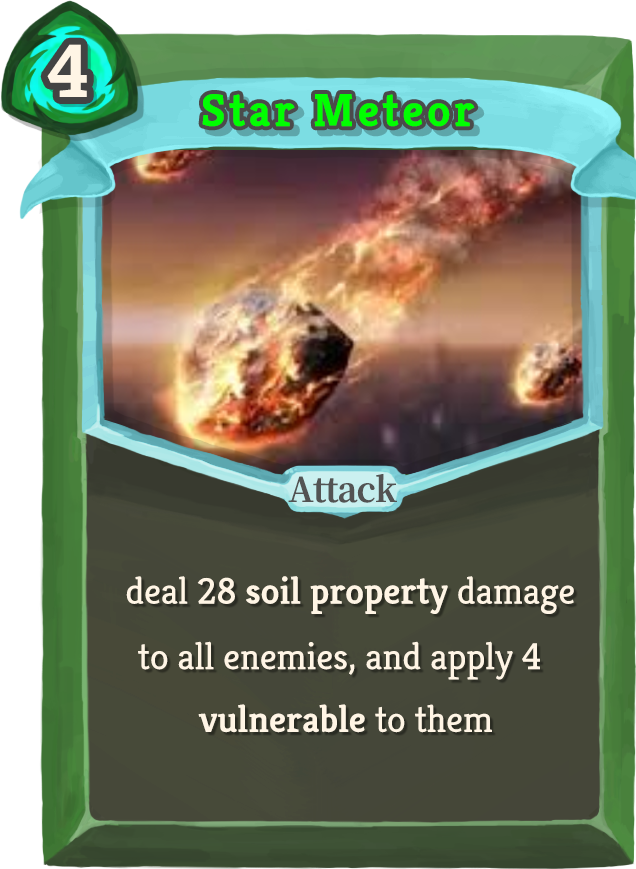 4
Star Meteor
Attack
deal 28 soil property damage
to all enemies, and apply 4
vulnerable to them